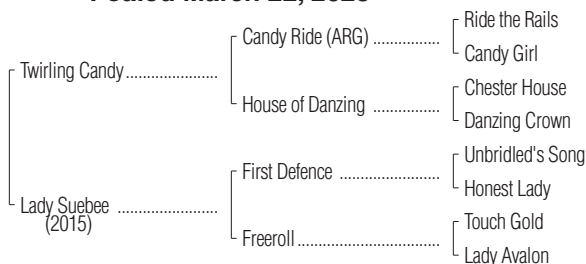 Foaled March 22, 2023
Ride the Rails
Candy Ride (ARG) ................
Candy Girl
Twirling Candy ......................
Chester House
House of Danzing ..................
Danzing Crown
Unbridled's Song
First Defence ........................
Honest Lady
Lady Suebee ........................
(2015)
Touch Gold
Freeroll..................................
Lady Avalon